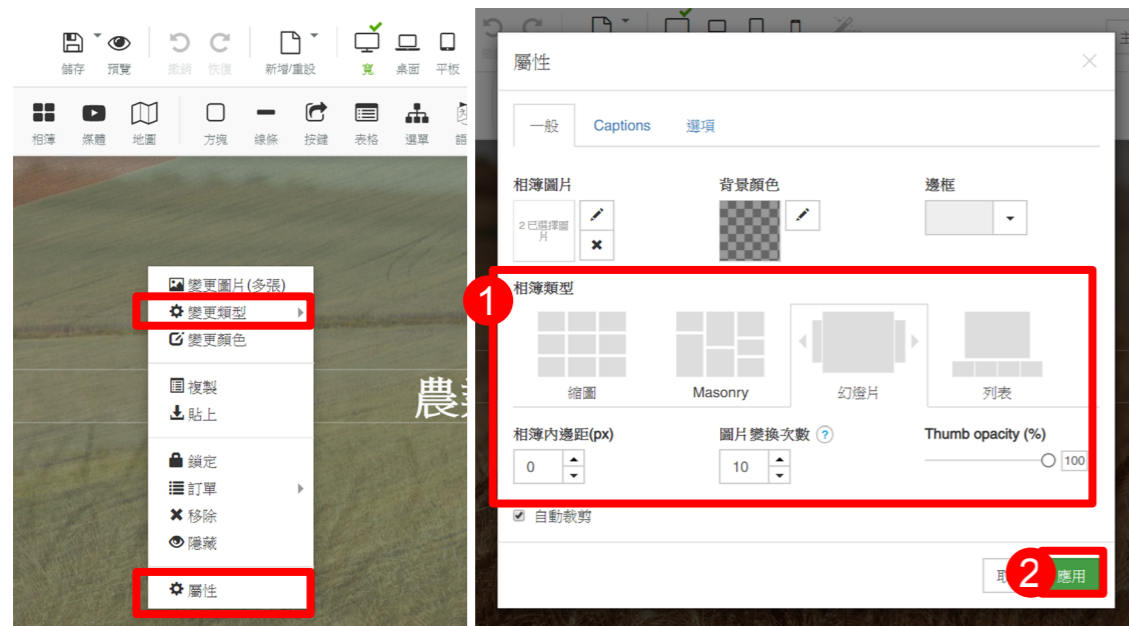 儲存 預覽 撤銷 恢復 新增/重設 寬 桌面 平板
相簿 媒體 地圖 方塊 線條 按鍵 表格 選單 語
變更圖片(多張)
變更類型
變更顏色
複製
貼上
鎖定
訂單
移除
隱藏
屬性
農
主
屬性
一般 Captions 選項
相簿圖片 背景顏色 邊框
2 已選擇圖
片
1
相簿類型
縮圖 Masonry 幻燈片 列表
相簿內邊距(px) 圖片變換次數 ? Thumb opacity (%)
0 10 100
自動裁剪
取 2 應用